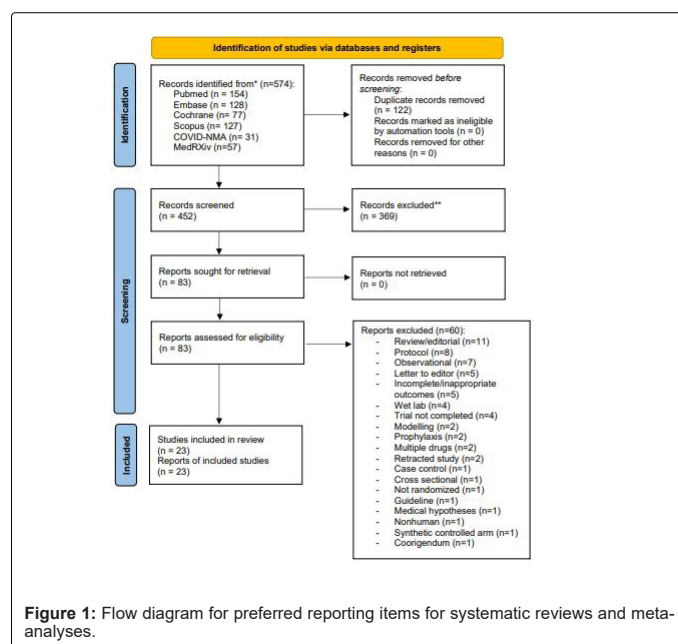 Identification of studies via databases and registers
Identification
Records identified from* (n=574):
Pubmed (n = 154)
Embase (n = 128)
Cochrane (n= 77)
Scopus (n=127)
COVID-NMA (n= 31)
MedRXiv (n=57)
Records removed before
screening:
Duplicate records removed
(n = 122)
Records marked as ineligible
by automation tools (n = 0)
Records removed for other
reasons (n = 0)
Screening
Records screened
(n = 452)
Records excluded**
(n = 369)
Reports sought for retrieval
(n = 83)
Reports not retrieved
(n = 0)
Reports assessed for eligibility
(n = 83)
Reports excluded (n=60):
- Review/editorial (n=11)
- Protocol (n=8)
- Observational (n=7)
- Letter to editor (n=5)
- Incomplete/inappropriate
outcomes (n=5)
- Wet lab (n=4)
- Trial not completed (n=4)
- Modelling (n=2)
- Prophylaxis (n=2)
- Multiple drugs (n=2)
- Retracted study (n=2)
- Case control (n=1)
- Cross sectional (n=1)
- Not randomized (n=1)
- Guideline (n=1)
- Medical hypotheses (n=1)
- Nonhuman (n=1)
- Synthetic controlled arm (n=1)
- Coorigendum (n=1)
Included
Studies included in review
(n = 23)
Reports of included studies
(n = 23)
Figure 1: Flow diagram for preferred reporting items for systematic reviews and meta-
analyses.